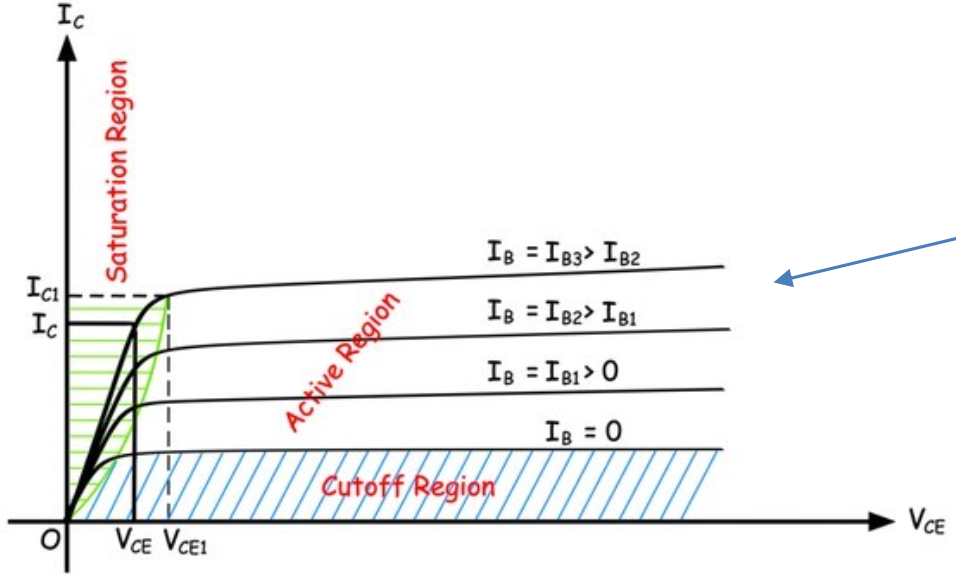 I_C
Saturation Region
I_B = I_B3 > I_B2
I_C1
I_C
I_B = I_B2 > I_B1
Active Region
I_B = I_B1 > 0
I_B = 0
Cutoff Region
O
V_CE
V_CE1
V_CE